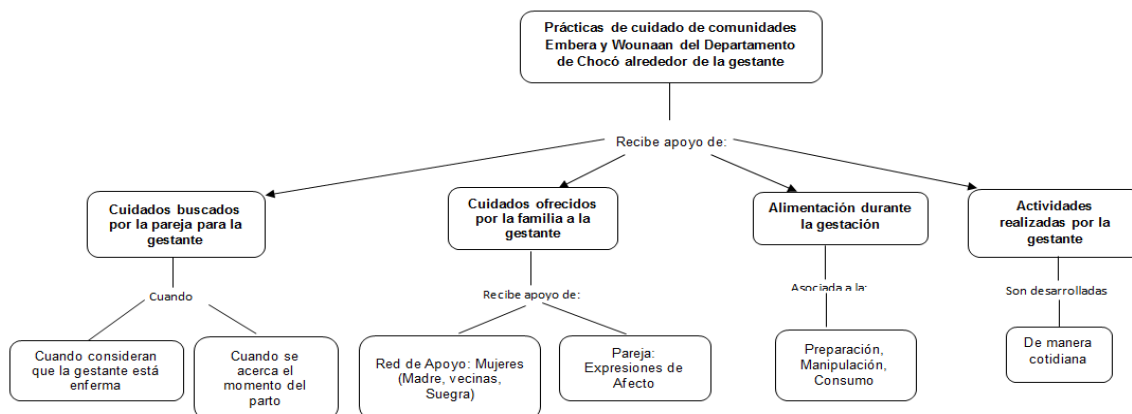 Prácticas de cuidado de comunidades
Embera y Wounaan del Departamento
de Chocó alrededor de la gestante
Recibe apoyo de:
Cuidados buscados
por la pareja para la
gestante
Cuidados ofrecidos
por la familia a la
gestante
Alimentación durante
la gestación
Actividades
realizadas por la
gestante
Cuando
Recibe apoyo de:
Asociada a la:
Son desarrolladas
Cuando consideran
que la gestante está
enferma
Cuando se
acerca el
momento del
parto
Red de Apoyo: Mujeres
(Madre, vecinas,
Suegra)
Pareja:
Expresiones de
Afecto
Preparación,
Manipulación,
Consumo
De manera
cotidiana